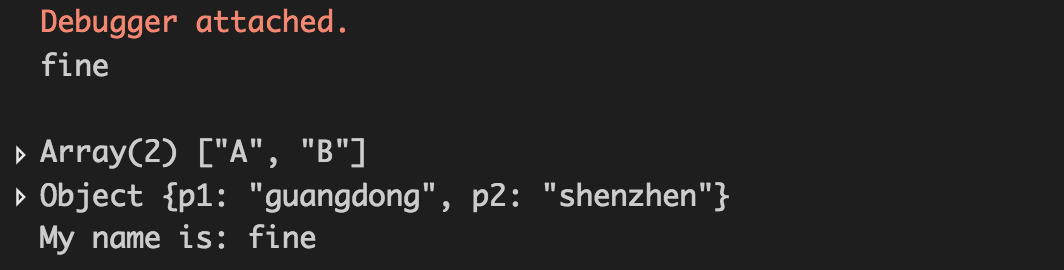 Debugger attached.
fine
Array(2) ["A", "B"]
Object {p1: "guangdong", p2: "shenzhen"}
My name is: fine